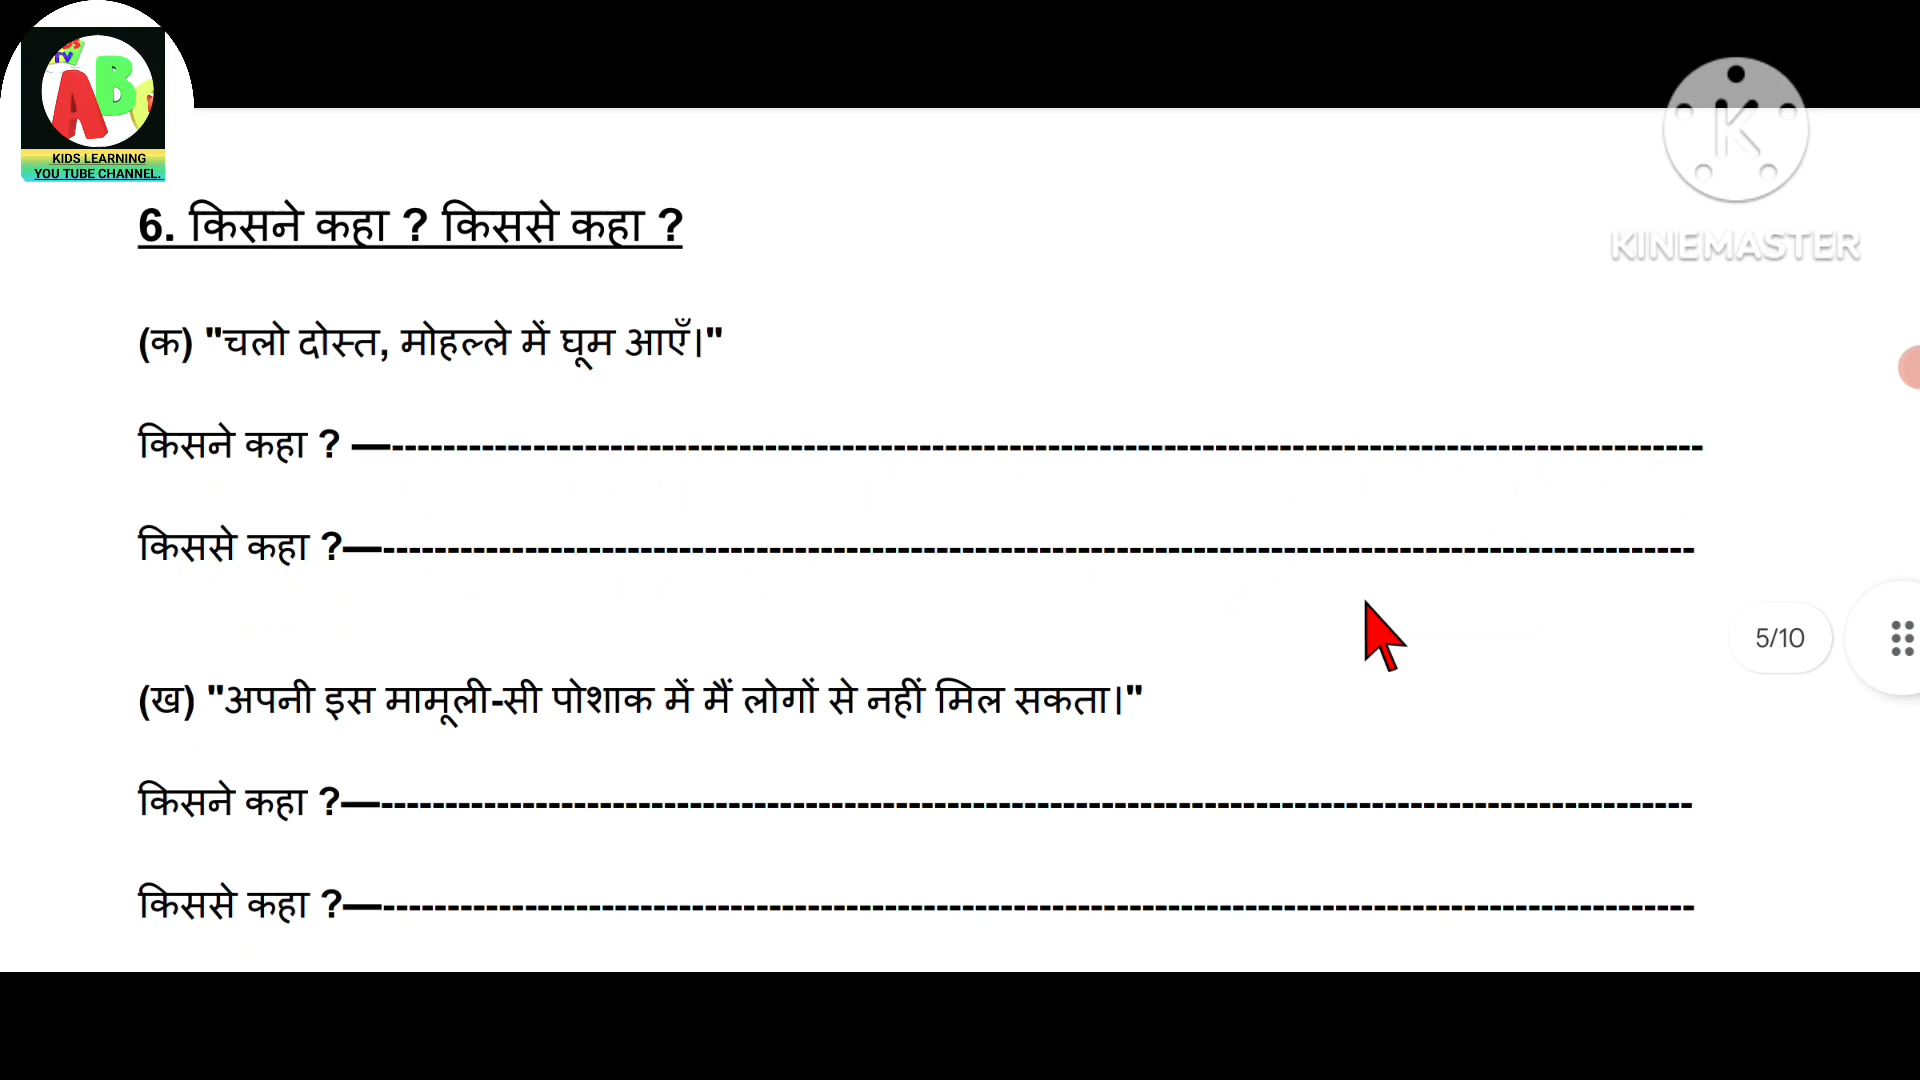 KIDS LEARNING
YOU TUBE CHANNEL.
KINEMASTER
6. किसने कहा ? किससे कहा ?
(क) "चलो दोस्त, मोहल्ले में घूम आएँ।"
किसने कहा ? —--------------------------------------------------------------------------------
किससे कहा ?—--------------------------------------------------------------------------------
5/10
(ख) "अपनी इस मामूली-सी पोशाक में मैं लोगों से नहीं मिल सकता।"
किसने कहा ?—--------------------------------------------------------------------------------
किससे कहा ?—--------------------------------------------------------------------------------